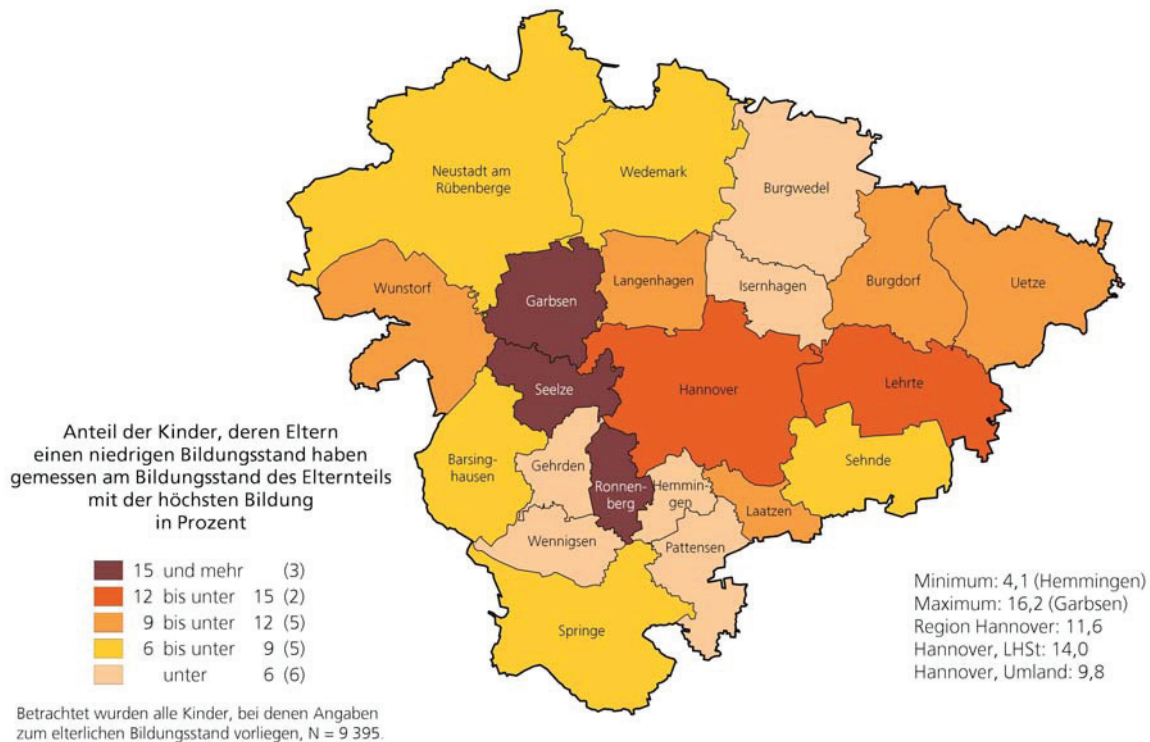 Neustadt am
Rübenberge
Wedemark
Burgwedel
Wunstorf
Garbsen
Langenhagen
Isernhagen
Burgdorf
Uetze
Seelze
Hannover
Lehrte
Barsing-
hausen
Gehrden
Ronnen-
berg
Hemmin-
gen
Laatzen
Sehnde
Wennigsen
Pattensen
Springe
Anteil der Kinder, deren Eltern
einen niedrigen Bildungsstand haben
gemessen am Bildungsstand des Elternteils
mit der höchsten Bildung
in Prozent
15 und mehr (3)
12 bis unter 15 (2)
9 bis unter 12 (5)
6 bis unter 9 (5)
unter 6 (6)
Betrachtet wurden alle Kinder, bei denen Angaben
zum elterlichen Bildungsstand vorliegen, N = 9 395.
Minimum: 4,1 (Hemmingen)
Maximum: 16,2 (Garbsen)
Region Hannover: 11,6
Hannover, LHSt: 14,0
Hannover, Umland: 9,8